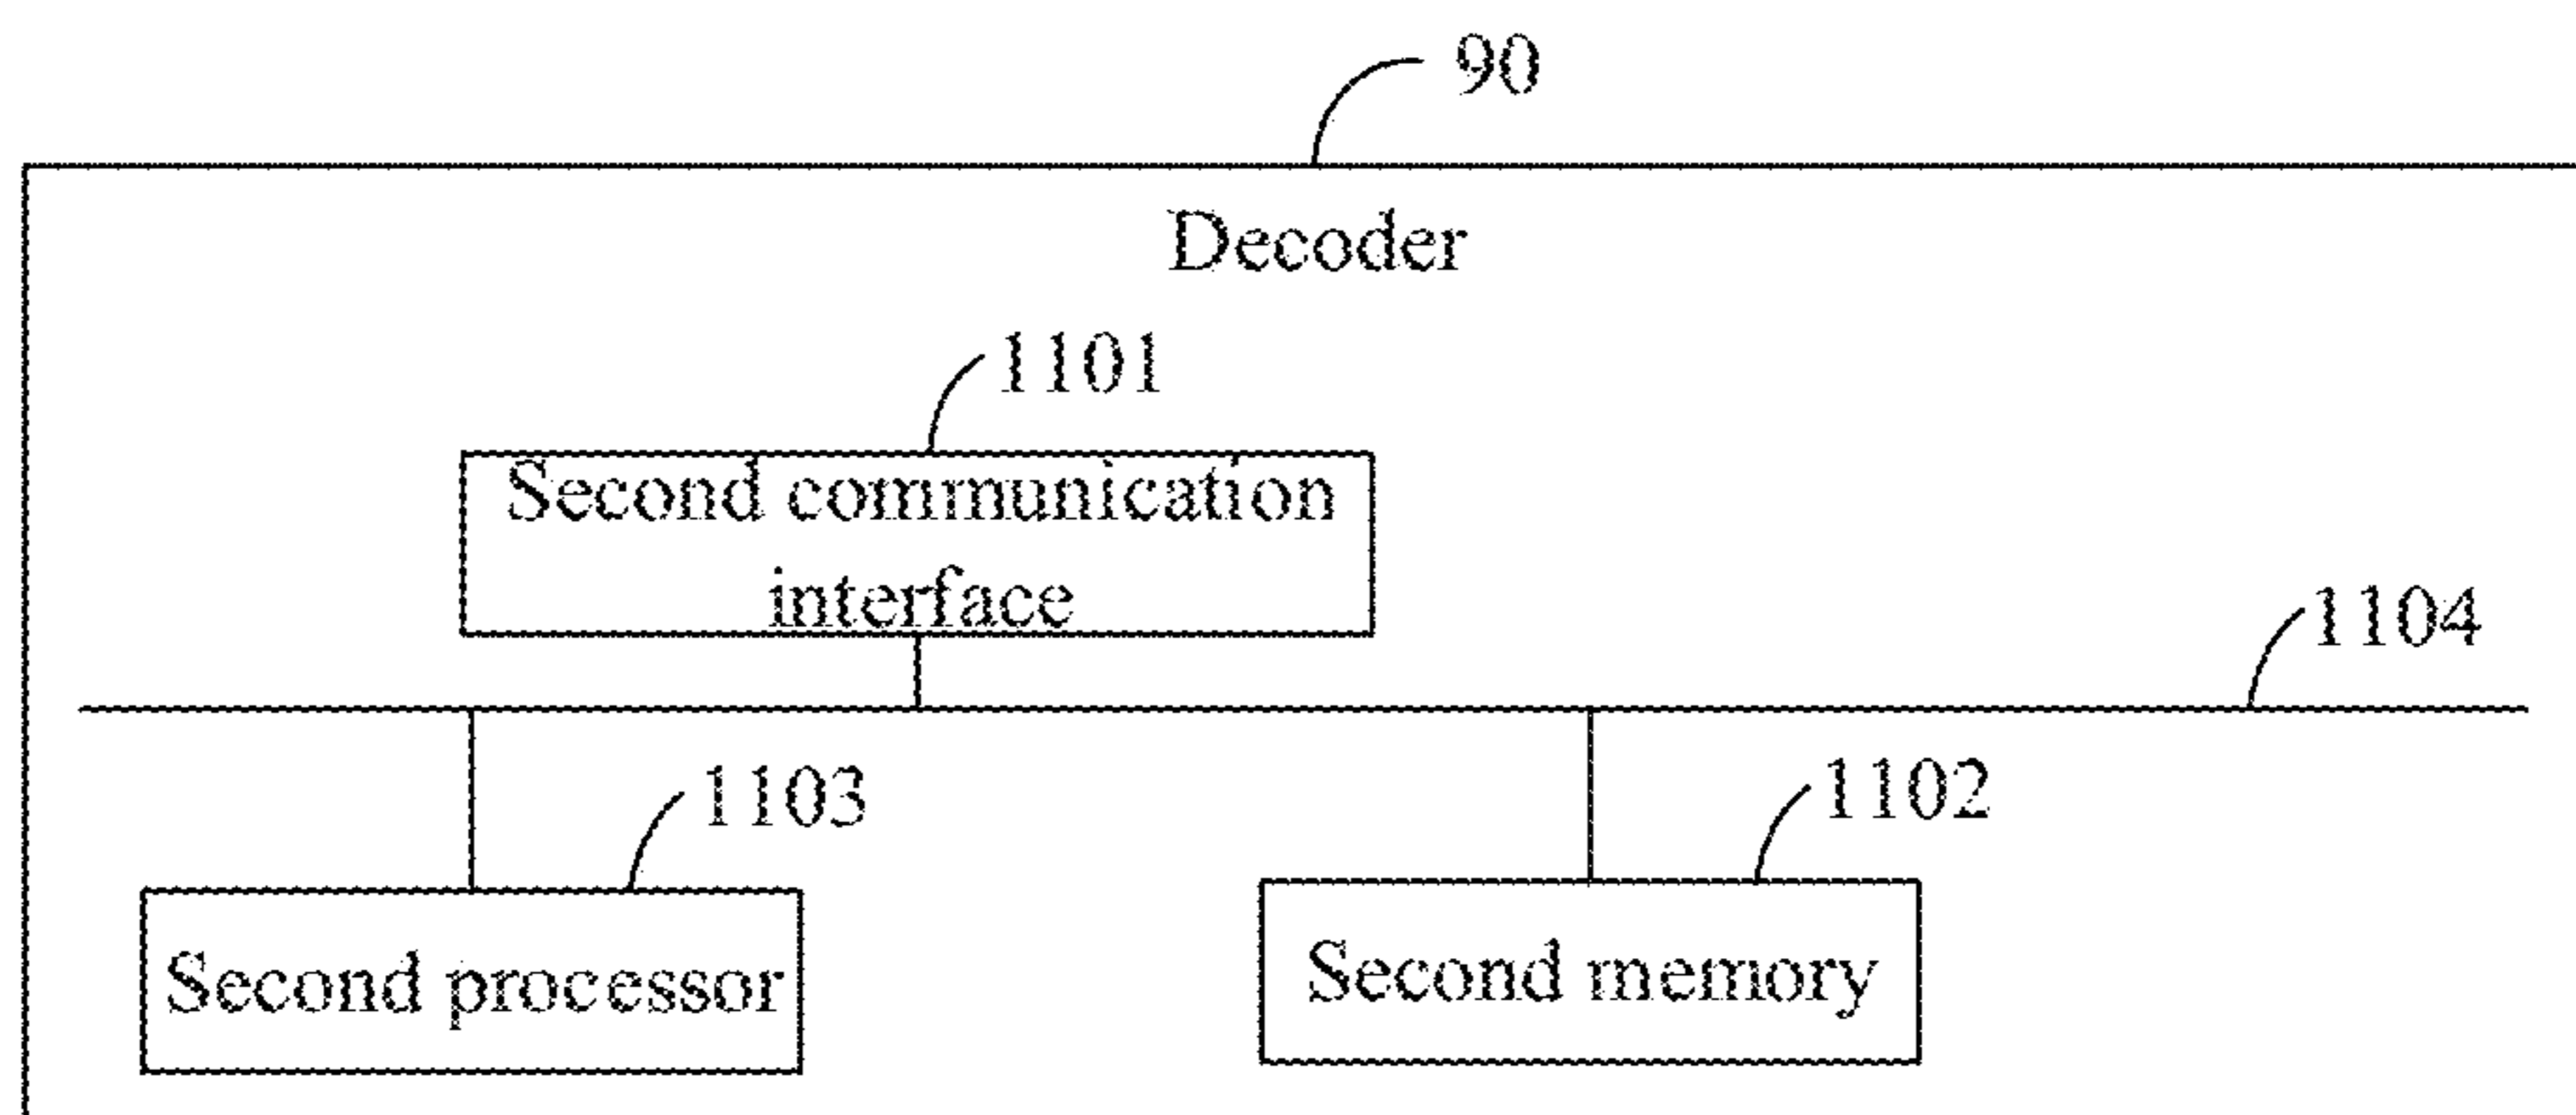 90
Decoder
1101
Second communication
interface
1104
1103
1102
Second processor
Second memory